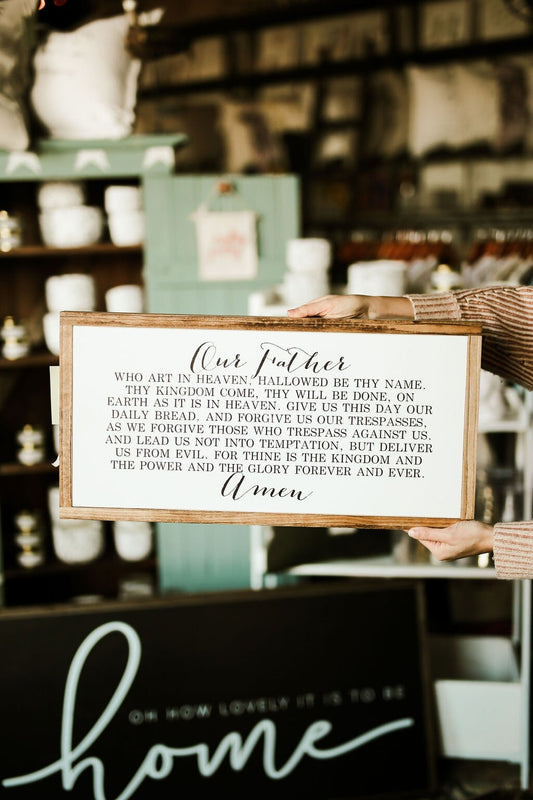 Our Father
WHO ART IN HEAVEN, HALLOWED BE THY NAME.
THY KINGDOM COME, THY WILL BE DONE, ON
EARTH AS IT IS IN HEAVEN. GIVE US THIS DAY OUR
DAILY BREAD. AND FORGIVE US OUR TRESPASSES,
AS WE FORGIVE THOSE WHO TRESPASS AGAINST US.
AND LEAD US NOT INTO TEMPTATION, BUT DELIVER
US FROM EVIL. FOR THINE IS THE KINGDOM AND
THE POWER AND THE GLORY FOREVER AND EVER.
Amen
OH HOW LOVELY IT IS TO BE
home